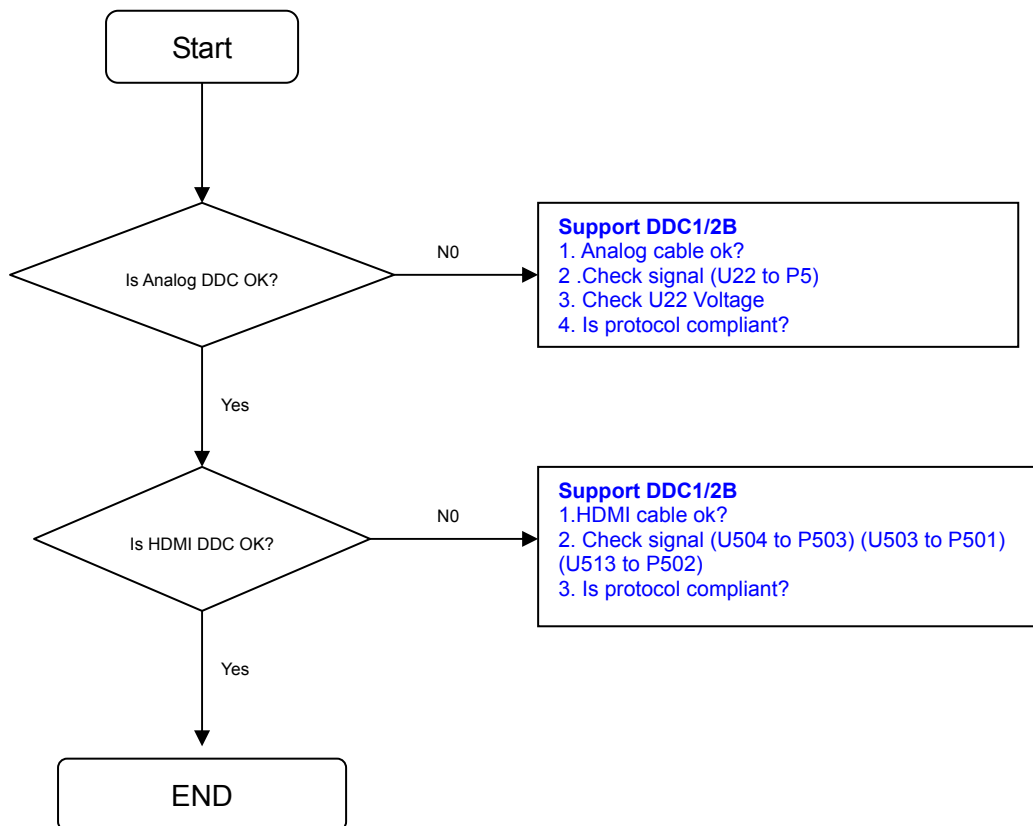 Start
Is Analog DDC OK?
N0
Support DDC1/2B
1. Analog cable ok?
2 .Check signal (U22 to P5)
3. Check U22 Voltage
4. Is protocol compliant?
Yes
Is HDMI DDC OK?
N0
Support DDC1/2B
1.HDMI cable ok?
2. Check signal (U504 to P503) (U503 to P501)
(U513 to P502)
3. Is protocol compliant?
Yes
END